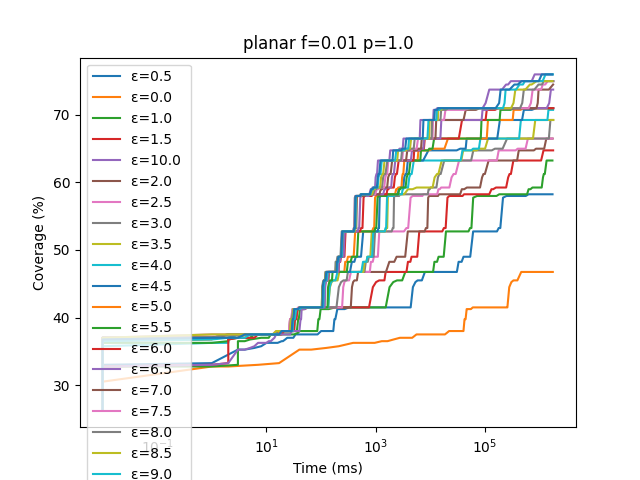 planar f=0.01 p=1.0
Coverage (%)
70
60
50
40
30
ε=0.5
ε=0.0
ε=1.0
ε=1.5
ε=10.0
ε=2.0
ε=2.5
ε=3.0
ε=3.5
ε=4.0
ε=4.5
ε=5.0
ε=5.5
ε=6.0
ε=6.5
ε=7.0
ε=7.5
ε=8.0
ε=8.5
ε=9.0
10⁻¹ 10¹ 10³ 10⁵
Time (ms)